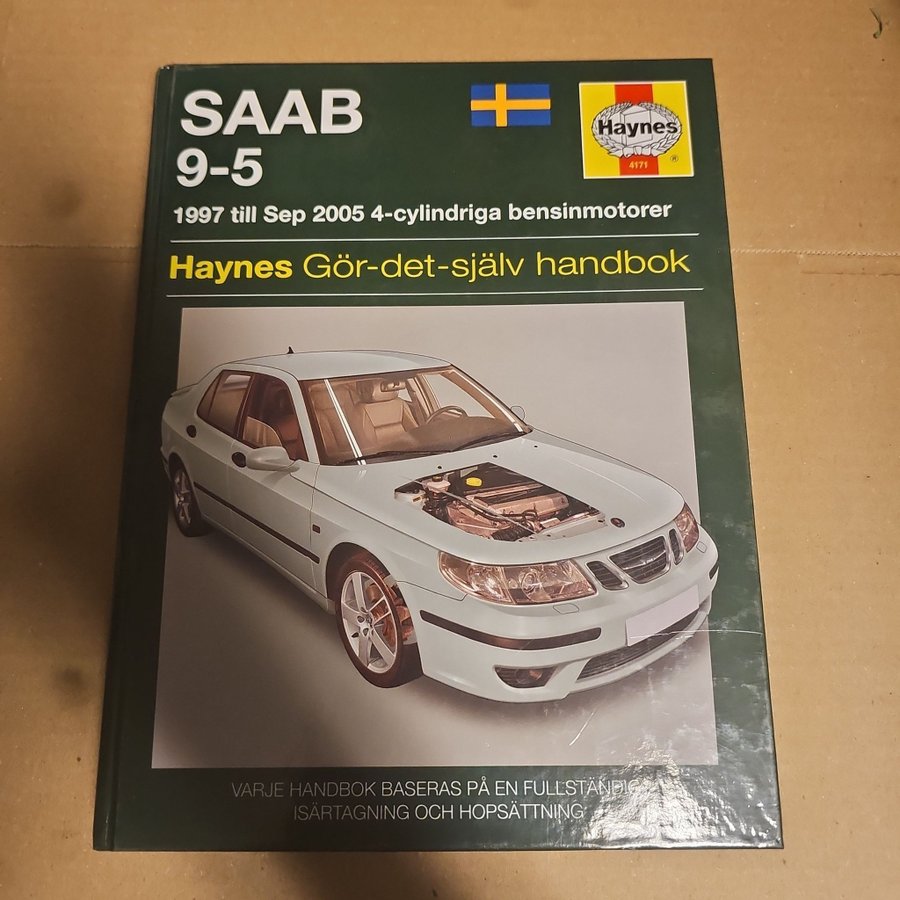 SAAB
9-5
Haynes
®
4171
1997 till Sep 2005 4-cylindriga bensinmotorer
Haynes Gör-det-själv handbok
VARJE HANDBOK BASERAS PÅ EN FULLSTÄNDIG
ISÄRTAGNING OCH HOPSÄTTNING